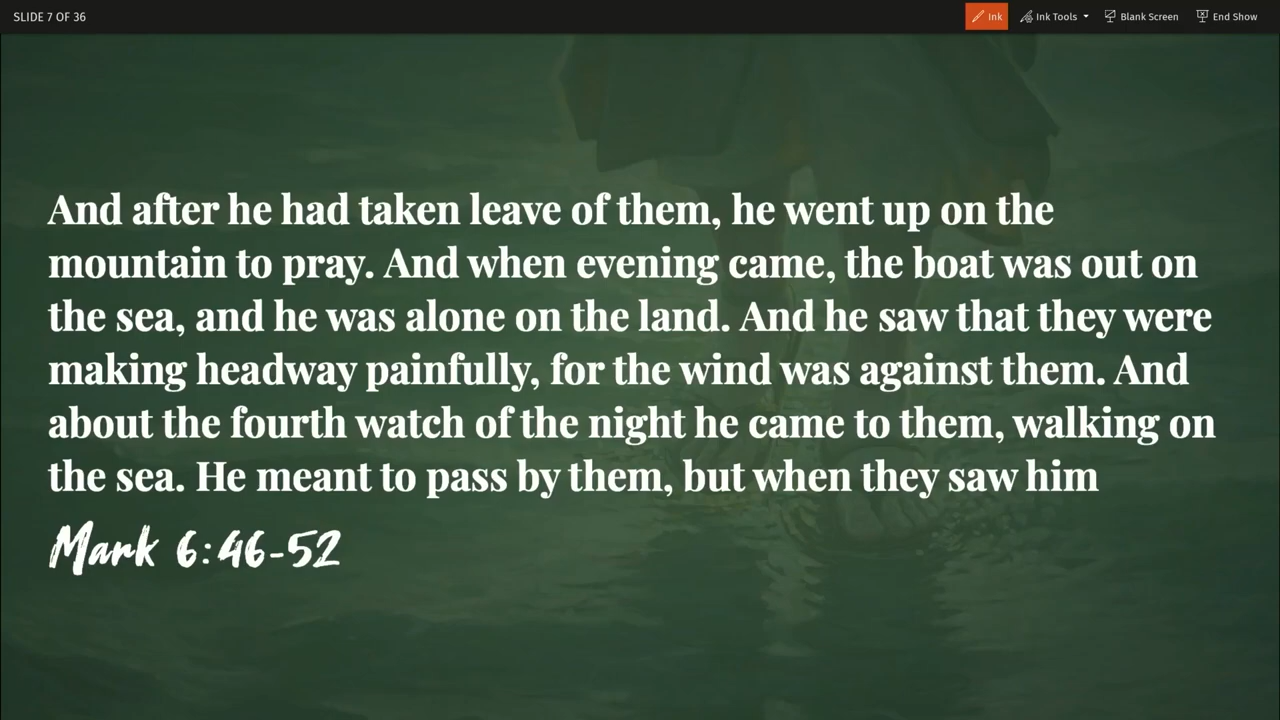 SLIDE 7 OF 36
Ink
Ink Tools
Blank Screen
End Show
And after he had taken leave of them, he went up on the
mountain to pray. And when evening came, the boat was out on
the sea, and he was alone on the land. And he saw that they were
making headway painfully, for the wind was against them. And
about the fourth watch of the night he came to them, walking on
the sea. He meant to pass by them, but when they saw him
Mark 6:46-52